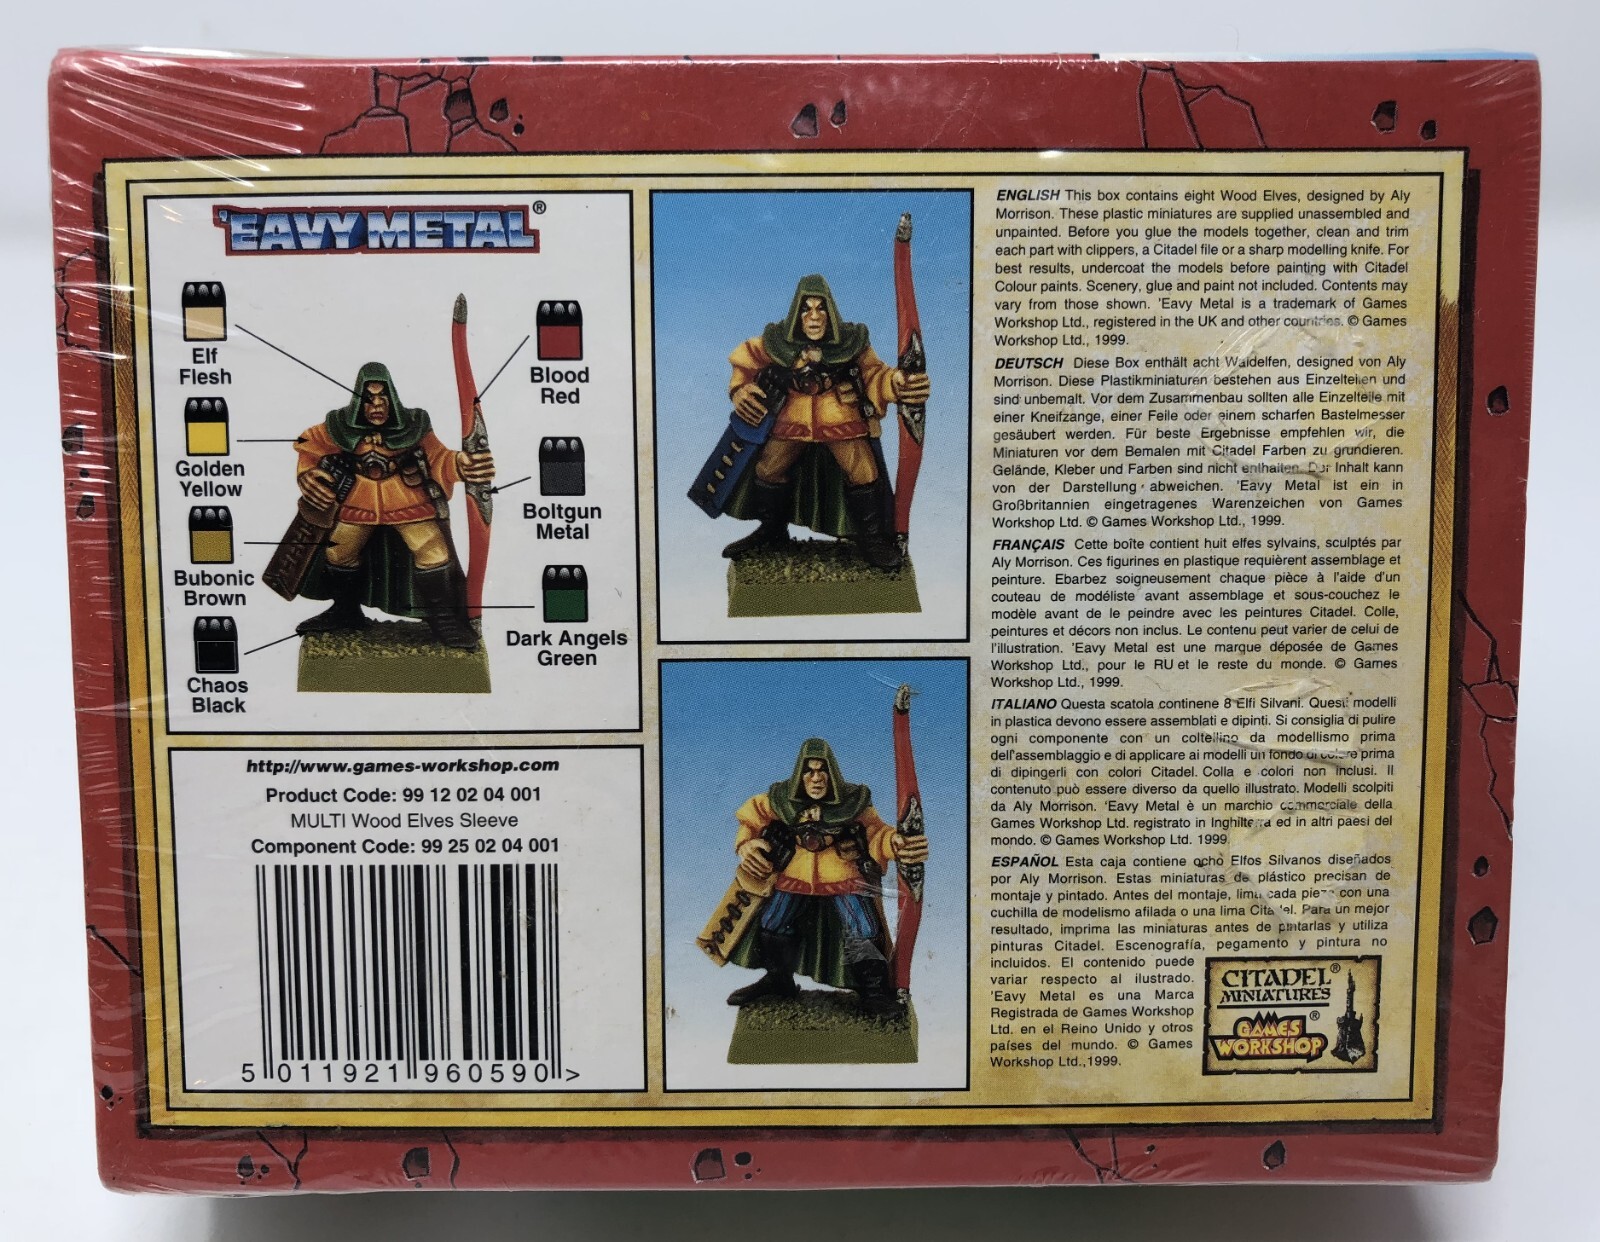 'EAVY METAL®
Elf
Flesh
Golden
Yellow
Bubonic
Brown
Chaos
Black
Blood
Red
Boltgun
Metal
Dark Angels
Green
http://www.games-workshop.com
Product Code: 99 12 02 04 001
MULTI Wood Elves Sleeve
Component Code: 99 25 02 04 001
5 011921 960590 >
ENGLISH This box contains eight Wood Elves, designed by Aly
Morrison. These plastic miniatures are supplied unassembled and
unpainted. Before you glue the models together, clean and trim
each part with clippers, a Citadel file or a sharp modelling knife. For
best results, undercoat the models before painting with Citadel
Colour paints. Scenery, glue and paint not included. Contents may
vary from those shown. 'Eavy Metal is a trademark of Games
Workshop Ltd., registered in the UK and other countries. © Games
Workshop Ltd., 1999.
DEUTSCH Diese Box enthält acht Waldelfen, designed von Aly
Morrison. Diese Plastikminiaturen bestehen aus Einzelteilen und
sind unbemalt. Vor dem Zusammenbau sollten alle Einzelteile mit
einer Kneifzange, einer Feile oder einem scharfen Bastelmesser
gesäubert werden. Für beste Ergebnisse empfehlen wir, die
Miniaturen vor dem Bemalen mit Citadel Farben zu grundieren.
Gelände, Kleber und Farben sind nicht enthalten. Der Inhalt kann
von der Darstellung abweichen. 'Eavy Metal ist ein in
Großbritannien eingetragenes Warenzeichen von Games
Workshop Ltd. © Games Workshop Ltd., 1999.
FRANÇAIS Cette boîte contient huit elfes sylvains, sculptés par
Aly Morrison. Ces figurines en plastique requièrent assemblage et
peinture. Ebarbez soigneusement chaque pièce à l'aide d'un
couteau de modéliste avant assemblage et sous-couchez le
modèle avant de le peindre avec les peintures Citadel. Colle,
peintures et décors non inclus. Le contenu peut varier de celui de
l'illustration. 'Eavy Metal est une marque déposée de Games
Workshop Ltd., pour le RU et le reste du monde. © Games
Workshop Ltd., 1999.
ITALIANO Questa scatola continene 8 Elfi Silvani. Questi modelli
in plastica devono essere assemblati e dipinti. Si consiglia di pulire
ogni componente con un coltellino da modellismo prima
dell'assemblaggio e di applicare ai modelli un fondo di colore prima
di dipingerli con colori Citadel. Colla e colori non inclusi. Il
contenuto può essere diverso da quello illustrato. Modelli scolpiti
da Aly Morrison. 'Eavy Metal è un marchio commerciale della
Games Workshop Ltd. registrato in Inghilterra ed in altri paesi del
mondo. © Games Workshop Ltd. 1999.
ESPAÑOL Esta caja contiene ocho Elfos Silvanos diseñados
por Aly Morrison. Estas miniaturas de plástico precisan de
montaje y pintado. Antes del montaje, lima cada pieza con una
cuchilla de modelismo afilada o una lima Citadel. Para un mejor
resultado, imprima las miniaturas antes de pintarlas y utiliza
pinturas Citadel. Escenografía, pegamento y pintura no
incluidos. El contenido puede
variar respecto al ilustrado.
'Eavy Metal es una Marca
Registrada de Games Workshop
Ltd. en el Reino Unido y otros
países del mundo. © Games
Workshop Ltd.,1999.
CITADEL®
MINIATURES
GAMES®
WORKSHOP